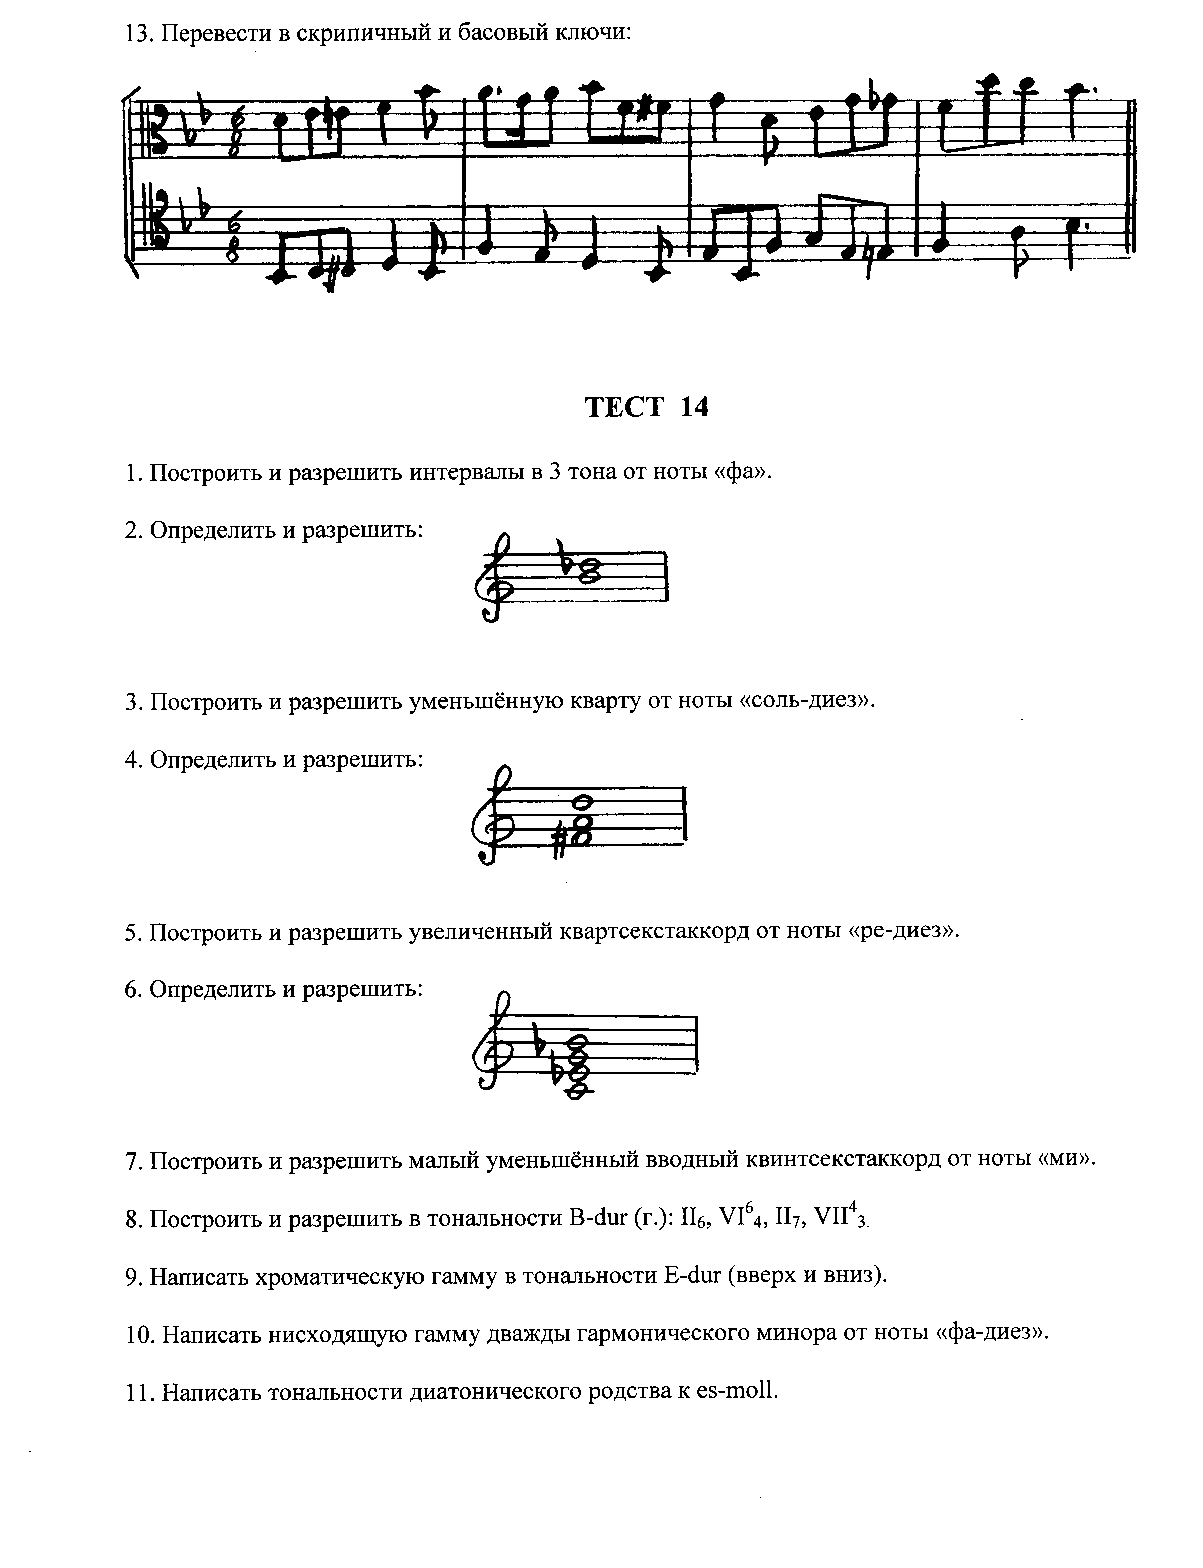 13. Перевести в скрипичный и басовый ключи:
6
8
6
8
ТЕСТ 14
1. Построить и разрешить интервалы в 3 тона от ноты «фа».
2. Определить и разрешить:
3. Построить и разрешить уменьшённую кварту от ноты «соль-диез».
4. Определить и разрешить:
5. Построить и разрешить увеличенный квартсекстаккорд от ноты «ре-диез».
6. Определить и разрешить:
7. Построить и разрешить малый уменьшённый вводный квинтсекстаккорд от ноты «ми».
8. Построить и разрешить в тональности B-dur (г.): II₆, VI⁶₄, II₇, VII⁴₃.
9. Написать хроматическую гамму в тональности E-dur (вверх и вниз).
10. Написать нисходящую гамму дважды гармонического минора от ноты «фа-диез».
11. Написать тональности диатонического родства к es-moll.